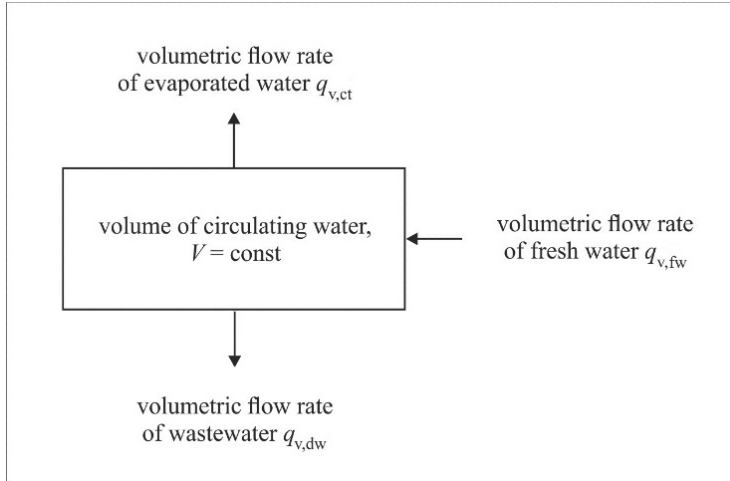 volumetric flow rate
of evaporated water q_v,ct
volume of circulating water,
V = const
volumetric flow rate
of fresh water q_v,fw
volumetric flow rate
of wastewater q_v,dw